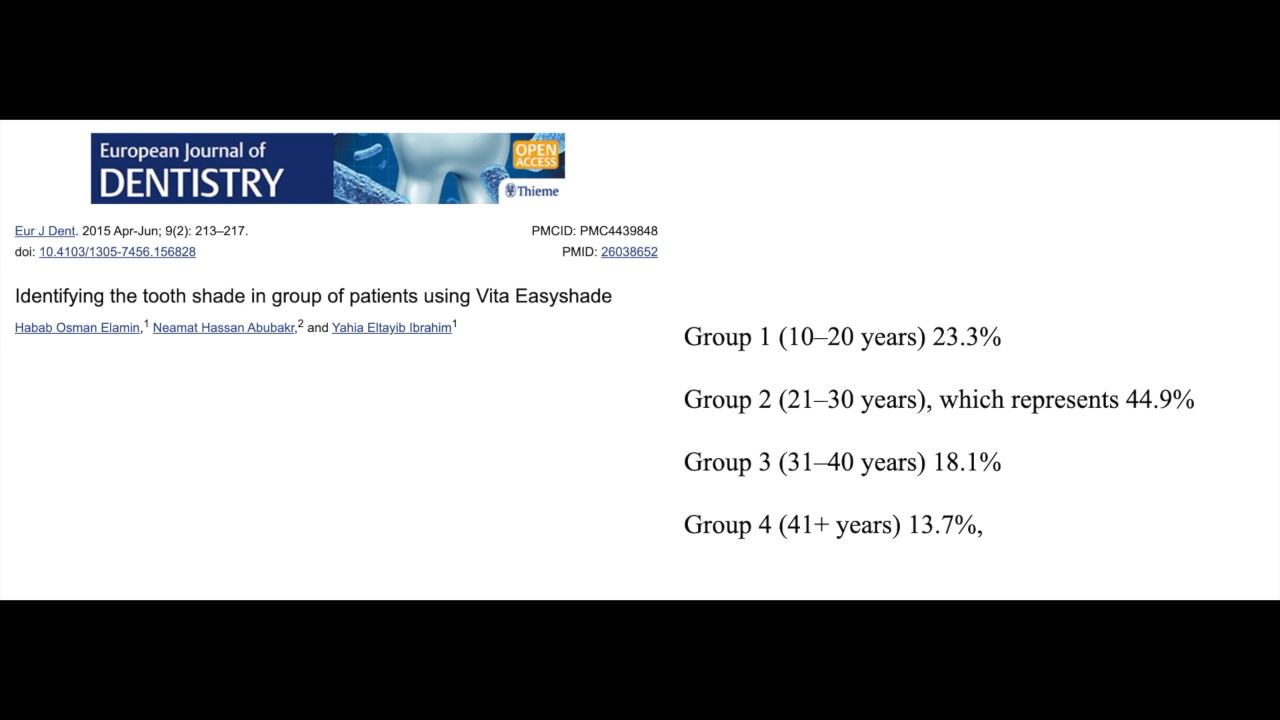 European Journal of
DENTISTRY
OPEN
ACCESS
Thieme
Eur J Dent. 2015 Apr-Jun; 9(2): 213–217.
PMCID: PMC4439848
doi: 10.4103/1305-7456.156828
PMID: 26038652
Identifying the tooth shade in group of patients using Vita Easyshade
Habab Osman Elamin,1 Neamat Hassan Abubakr,2 and Yahia Eltayib Ibrahim1
Group 1 (10–20 years) 23.3%
Group 2 (21–30 years), which represents 44.9%
Group 3 (31–40 years) 18.1%
Group 4 (41+ years) 13.7%,